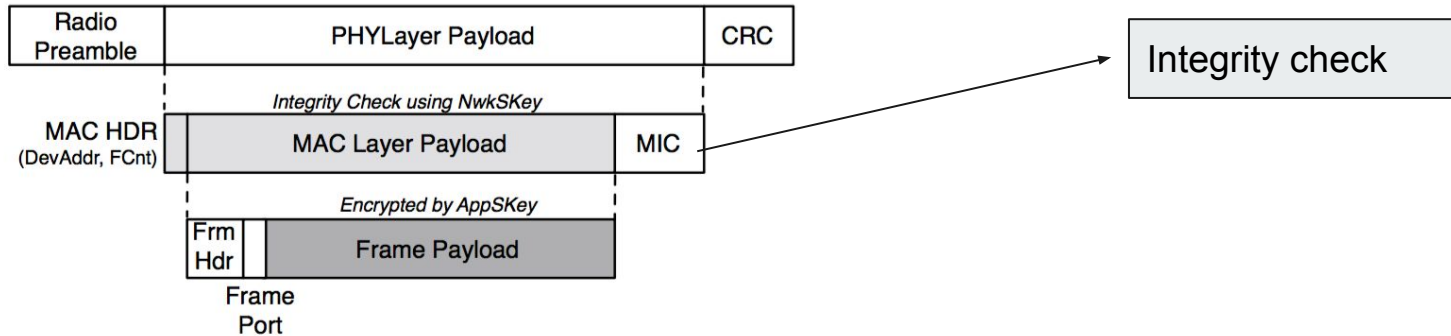 Radio
Preamble
PHYLayer Payload
CRC
Integrity check
Integrity Check using NwkSKey
MAC HDR
(DevAddr, FCnt)
MAC Layer Payload
MIC
Encrypted by AppSKey
Frm
Hdr
Frame Payload
Frame
Port